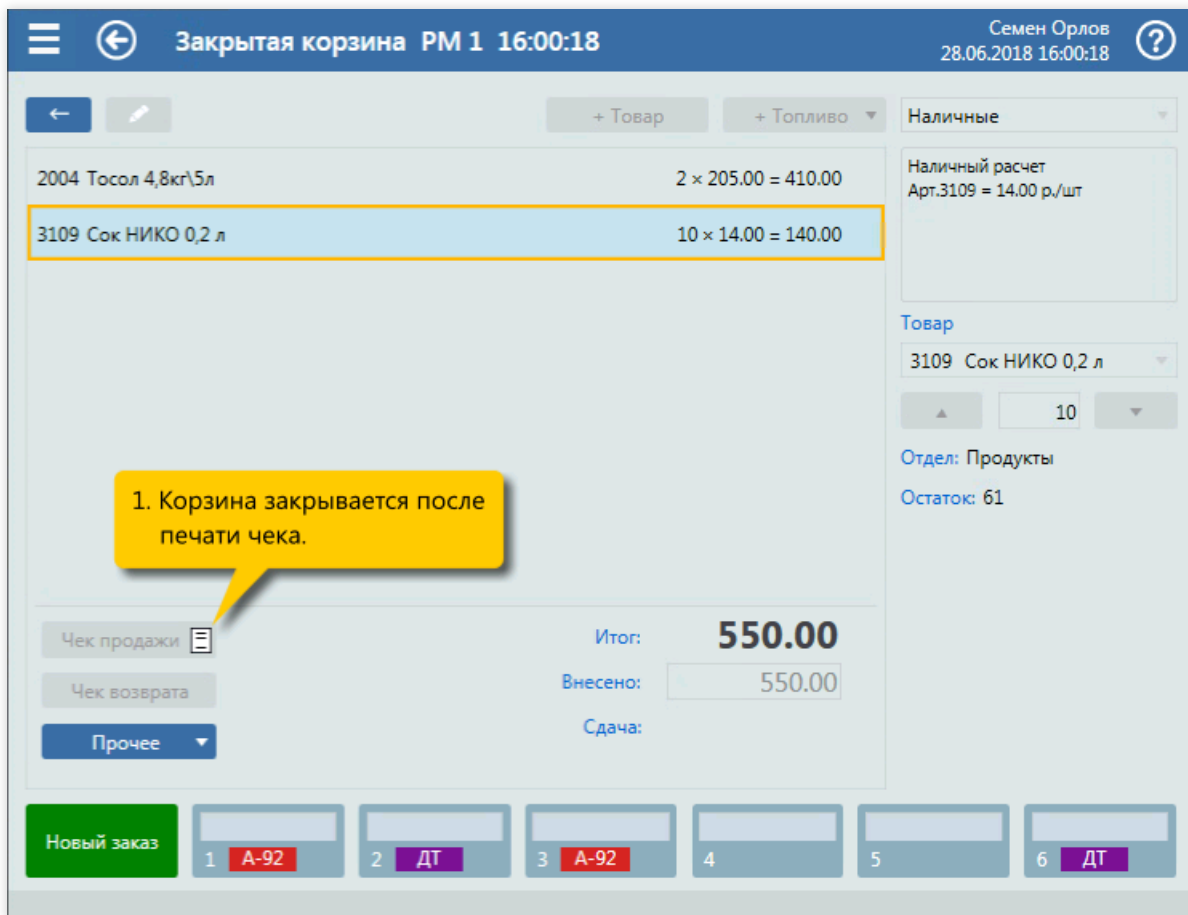 Закрытая корзина РМ 1 16:00:18
Семен Орлов
28.06.2018 16:00:18
+ Товар
+ Топливо
Наличные
2004 Тосол 4,8кг\5л 2 × 205.00 = 410.00
3109 Сок НИКО 0,2 л 10 × 14.00 = 140.00
Наличный расчет
Арт.3109 = 14.00 р./шт
Товар
3109 Сок НИКО 0,2 л
10
Отдел: Продукты
Остаток: 61
1. Корзина закрывается после
печати чека.
Чек продажи
Чек возврата
Прочее
Итог: 550.00
Внесено: 550.00
Сдача:
Новый заказ
1 А-92
2 ДТ
3 А-92
4
5
6 ДТ